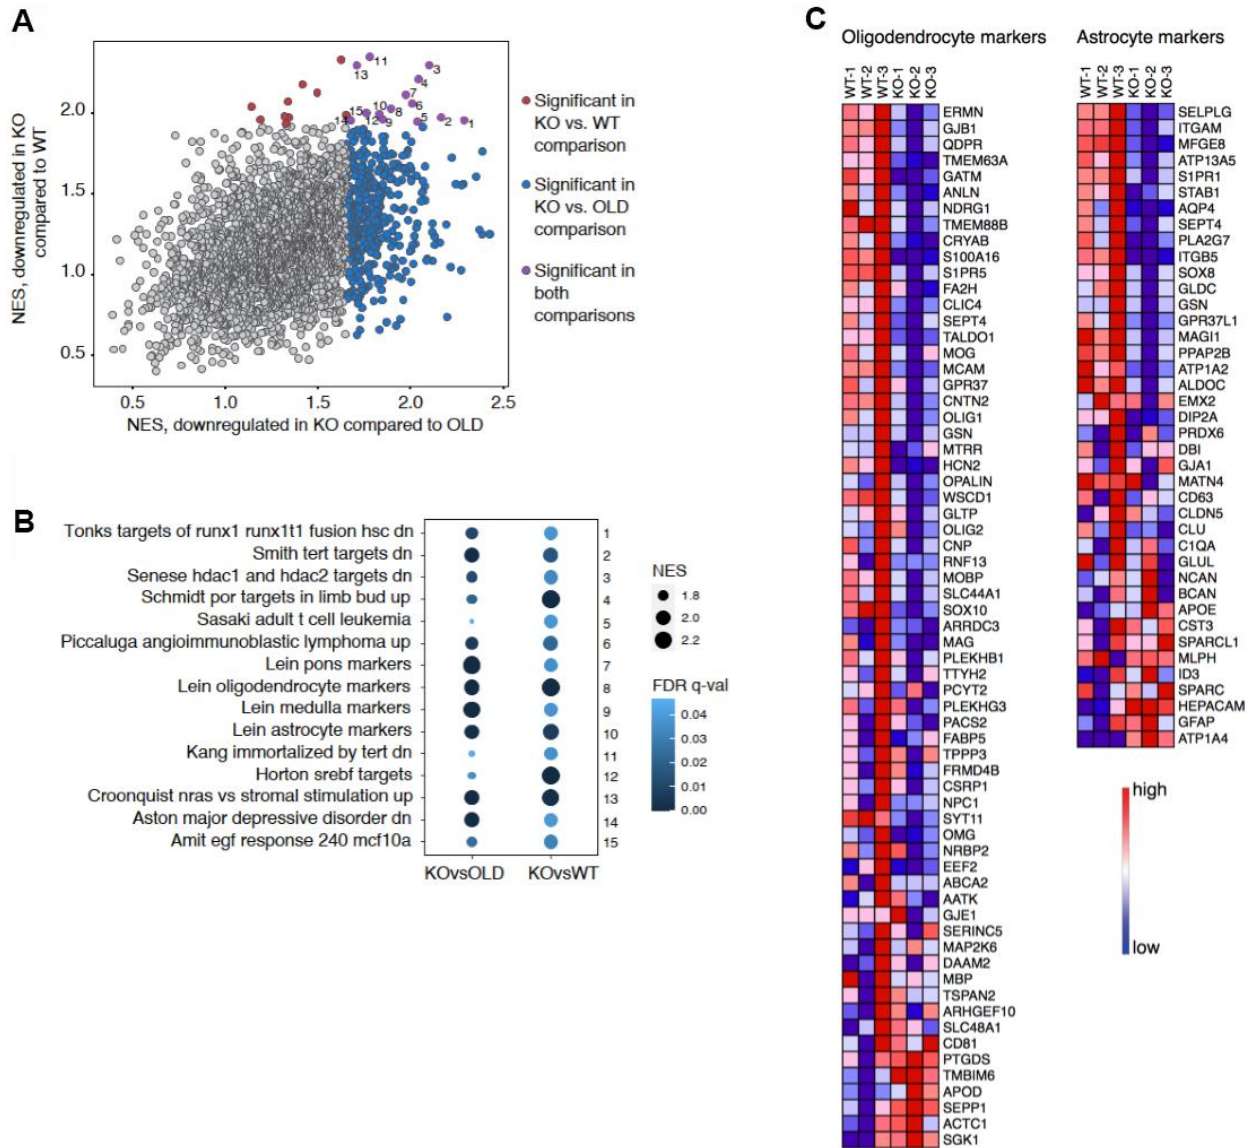 A
NES, downregulated in KO
compared to WT
2.0
1.5
1.0
0.5
0.5
1.0
1.5
2.0
2.5
NES, downregulated in KO compared to OLD
11
13
3
4
7
6
10
15
8
14
12
9
5
2
1
Significant in
KO vs. WT
comparison
Significant in
KO vs. OLD
comparison
Significant in
both
comparisons
B
Tonks targets of runx1 runx1t1 fusion hsc dn 1
Smith tert targets dn 2
Senese hdac1 and hdac2 targets dn 3
Schmidt por targets in limb bud up 4
Sasaki adult t cell leukemia 5
Piccaluga angioimmunoblastic lymphoma up 6
Lein pons markers 7
Lein oligodendrocyte markers 8
Lein medulla markers 9
Lein astrocyte markers 10
Kang immortalized by tert dn 11
Horton srebf targets 12
Croonquist nras vs stromal stimulation up 13
Aston major depressive disorder dn 14
Amit egf response 240 mcf10a 15
KOvsOLD KOvsWT
NES
1.8
2.0
2.2
FDR q-val
0.04
0.03
0.02
0.01
0.00
C
Oligodendrocyte markers
WT-1 WT-2 WT-3 KO-1 KO-2 KO-3
ERMN
GJB1
QDPR
TMEM63A
GATM
ANLN
NDRG1
TMEM88B
CRYAB
S100A16
S1PR5
FA2H
CLIC4
SEPT4
TALDO1
MOG
MCAM
GPR37
CNTN2
OLIG1
GSN
MTRR
HCN2
OPALIN
WSCD1
GLTP
OLIG2
CNP
RNF13
MOBP
SLC44A1
SOX10
ARRDC3
MAG
PLEKHB1
TTYH2
PCYT2
PLEKHG3
PACS2
FABP5
TPPP3
FRMD4B
CSRP1
NPC1
SYT11
OMG
NRBP2
EEF2
ABCA2
AATK
GJE1
SERINC5
MAP2K6
DAAM2
MBP
TSPAN2
ARHGEF10
SLC48A1
CD81
PTGDS
TMBIM6
APOD
SEPP1
ACTC1
SGK1
Astrocyte markers
WT-1 WT-2 WT-3 KO-1 KO-2 KO-3
SELPLG
ITGAM
MFGE8
ATP13A5
S1PR1
STAB1
AQP4
SEPT4
PLA2G7
ITGB5
SOX8
GLDC
GSN
GPR37L1
MAGI1
PPAP2B
ATP1A2
ALDOC
EMX2
DIP2A
PRDX6
DBI
GJA1
MATN4
CD63
CLDN5
CLU
C1QA
GLUL
NCAN
BCAN
APOE
CST3
SPARCL1
MLPH
ID3
SPARC
HEPACAM
GFAP
ATP1A4
high
low